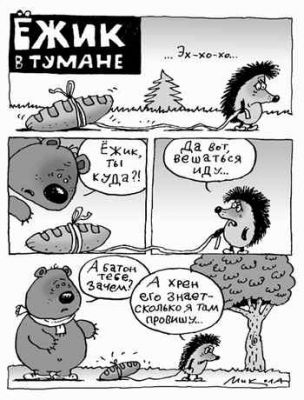 ЁЖИК
В ТУМАНЕ
... Эх-хо-хо...
Ёжик,
ты
куда?!
Да вот,
вешаться
иду...
А батон
тебе
зачем?
А хрен
его знает-
сколько я там
провишу...
Микола